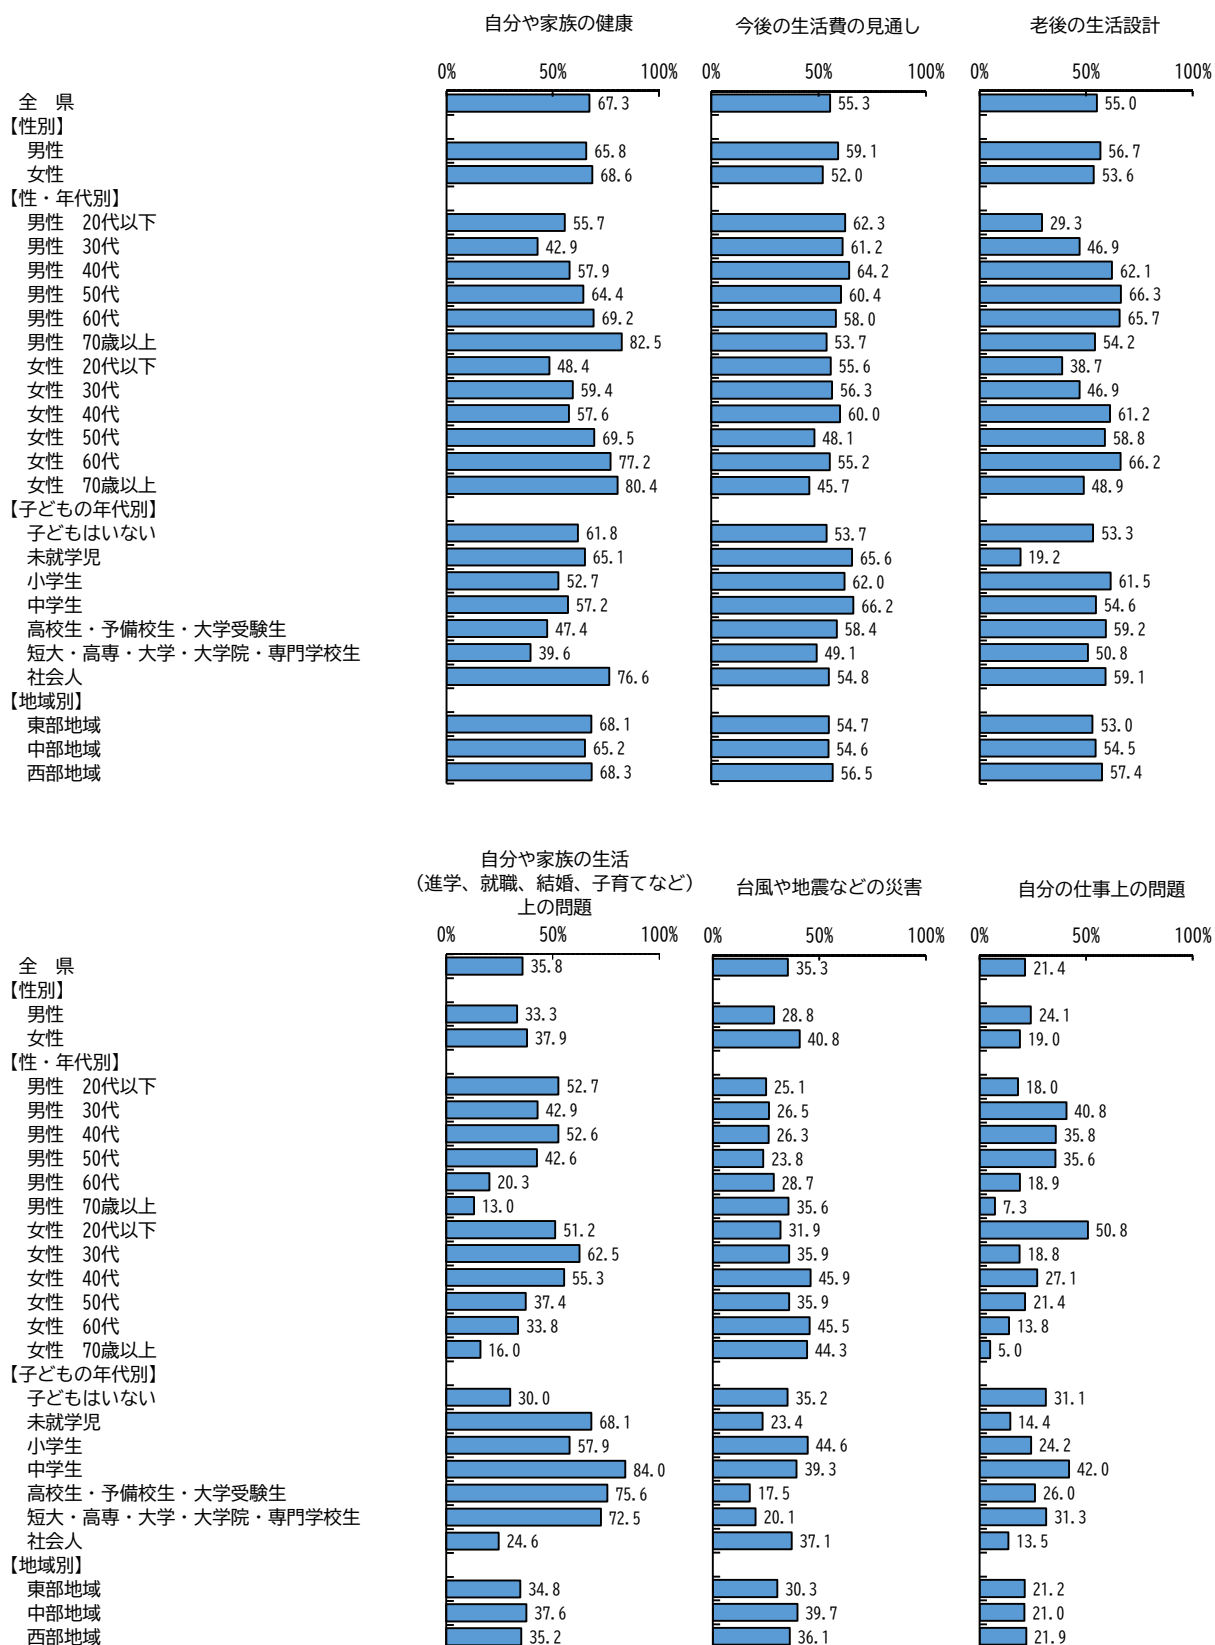 自分や家族の健康 今後の生活費の見通し 老後の生活設計
0% 50% 100% 0% 50% 100% 0% 50% 100%
全 県 67.3 55.3 55.0
【性別】
男性 65.8 59.1 56.7
女性 68.6 52.0 53.6
【性・年代別】
男性 20代以下 55.7 62.3 29.3
男性 30代 42.9 61.2 46.9
男性 40代 57.9 64.2 62.1
男性 50代 64.4 60.4 66.3
男性 60代 69.2 58.0 65.7
男性 70歳以上 82.5 53.7 54.2
女性 20代以下 48.4 55.6 38.7
女性 30代 59.4 56.3 46.9
女性 40代 57.6 60.0 61.2
女性 50代 69.5 48.1 58.8
女性 60代 77.2 55.2 66.2
女性 70歳以上 80.4 45.7 48.9
【子どもの年代別】
子どもはいない 61.8 53.7 53.3
未就学児 65.1 65.6 19.2
小学生 52.7 62.0 61.5
中学生 57.2 66.2 54.6
高校生・予備校生・大学受験生 47.4 58.4 59.2
短大・高専・大学・大学院・専門学校生 39.6 49.1 50.8
社会人 76.6 54.8 59.1
【地域別】
東部地域 68.1 54.7 53.0
中部地域 65.2 54.6 54.5
西部地域 68.3 56.5 57.4
自分や家族の生活
(進学、就職、結婚、子育てなど) 台風や地震などの災害 自分の仕事上の問題
上の問題
0% 50% 100% 0% 50% 100% 0% 50% 100%
全 県 35.8 35.3 21.4
【性別】
男性 33.3 28.8 24.1
女性 37.9 40.8 19.0
【性・年代別】
男性 20代以下 52.7 25.1 18.0
男性 30代 42.9 26.5 40.8
男性 40代 52.6 26.3 35.8
男性 50代 42.6 23.8 35.6
男性 60代 20.3 28.7 18.9
男性 70歳以上 13.0 35.6 7.3
女性 20代以下 51.2 31.9 50.8
女性 30代 62.5 35.9 18.8
女性 40代 55.3 45.9 27.1
女性 50代 37.4 35.9 21.4
女性 60代 33.8 45.5 13.8
女性 70歳以上 16.0 44.3 5.0
【子どもの年代別】
子どもはいない 30.0 35.2 31.1
未就学児 68.1 23.4 14.4
小学生 57.9 44.6 24.2
中学生 84.0 39.3 42.0
高校生・予備校生・大学受験生 75.6 17.5 26.0
短大・高専・大学・大学院・専門学校生 72.5 20.1 31.3
社会人 24.6 37.1 13.5
【地域別】
東部地域 34.8 30.3 21.2
中部地域 37.6 39.7 21.0
西部地域 35.2 36.1 21.9